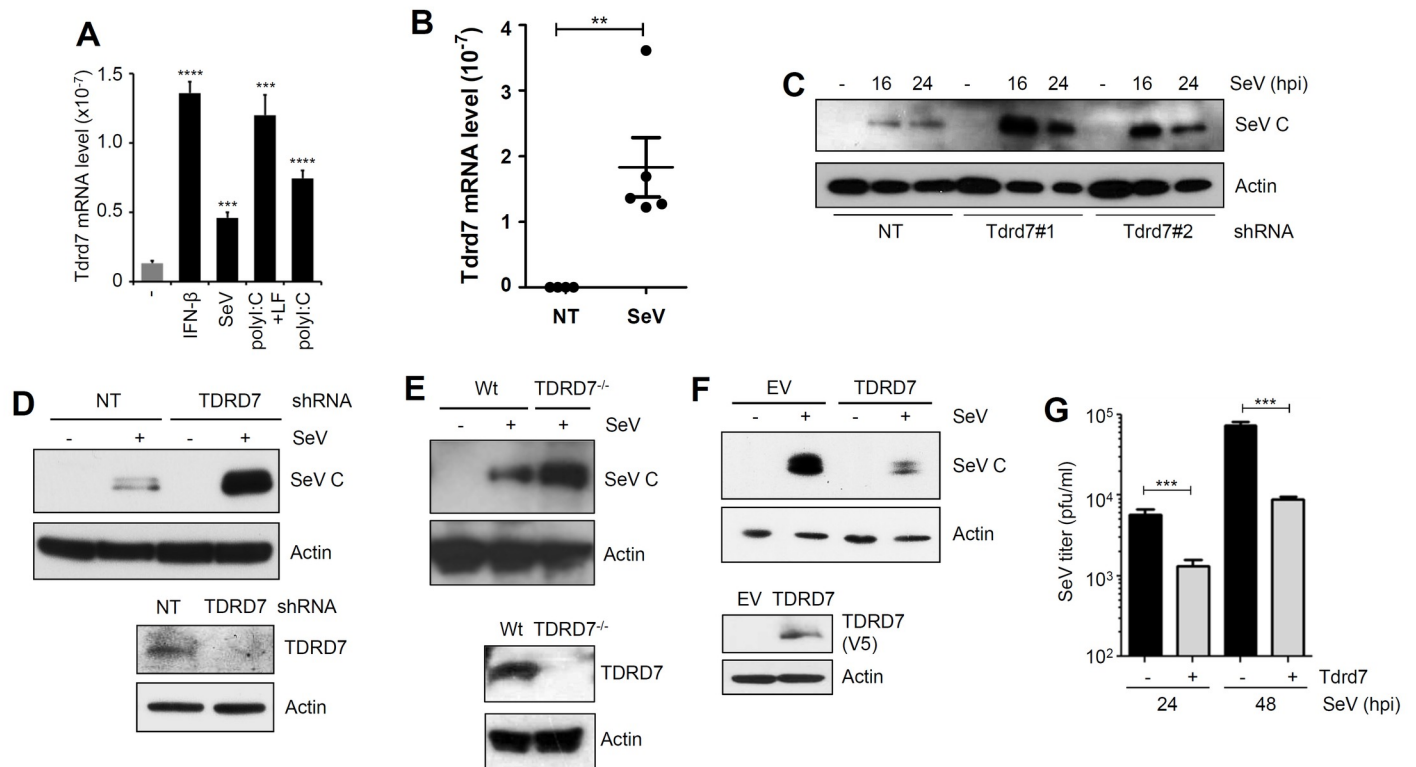 A
Tdrd7 mRNA level (x10-7)
1.5
1.0
0.5
0
****
***
***
****
-
IFN-β
SeV
polyI:C
+LF
polyI:C
B
Tdrd7 mRNA level (10-7)
4
3
2
1
0
**
NT SeV
C
- 16 24 - 16 24 - 16 24 SeV (hpi)
SeV C
Actin
NT Tdrd7#1 Tdrd7#2 shRNA
D
NT TDRD7 shRNA
- + - + SeV
SeV C
Actin
NT TDRD7 shRNA
TDRD7
Actin
E
Wt TDRD7-/-
- + + SeV
SeV C
Actin
Wt TDRD7-/-
TDRD7
Actin
F
EV TDRD7
- + - + SeV
SeV C
Actin
EV TDRD7
TDRD7
(V5)
Actin
G
SeV titer (pfu/ml)
105
104
103
102
***
***
- + - + Tdrd7
24 48 SeV (hpi)